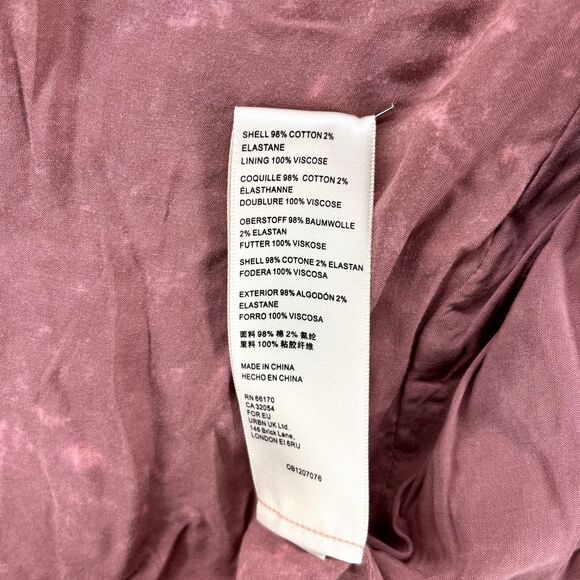 SHELL 98% COTTON 2%
ELASTANE
LINING 100% VISCOSE
COQUILLE 98% COTTON 2%
ÉLASTHANNE
DOUBLURE 100% VISCOSE
OBERSTOFF 98% BAUMWOLLE
2% ELASTAN
FUTTER 100% VISKOSE
SHELL 98% COTONE 2% ELASTAN
FODERA 100% VISCOSA
EXTERIOR 98% ALGODÓN 2%
ELASTANE
FORRO 100% VISCOSA
面料 98% 棉 2% 氨纶
里料 100% 粘胶纤维
MADE IN CHINA
HECHO EN CHINA
RN 66170
CA 32054
FOR EU
URBN UK Ltd.
146 Brick Lane,
LONDON EI 6RU
OB1207076